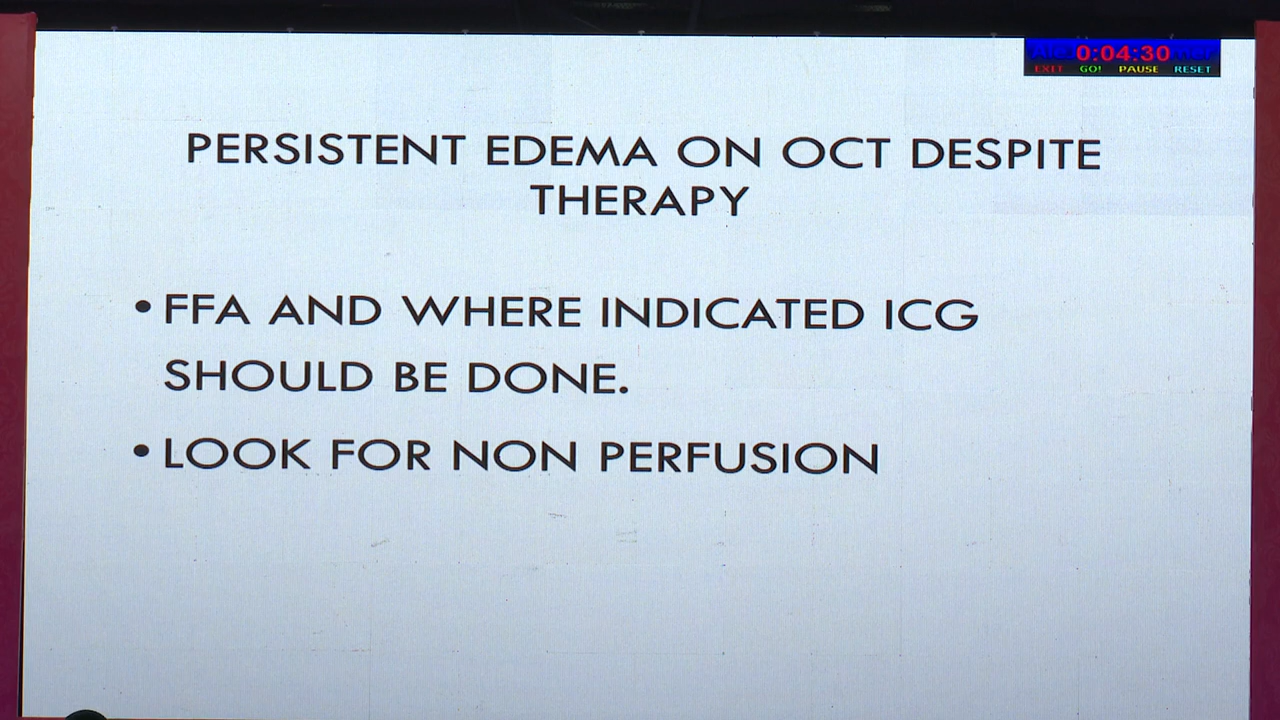 0:04:30
EXIT GO! PAUSE RESET
PERSISTENT EDEMA ON OCT DESPITE
THERAPY
• FFA AND WHERE INDICATED ICG
SHOULD BE DONE.
• LOOK FOR NON PERFUSION